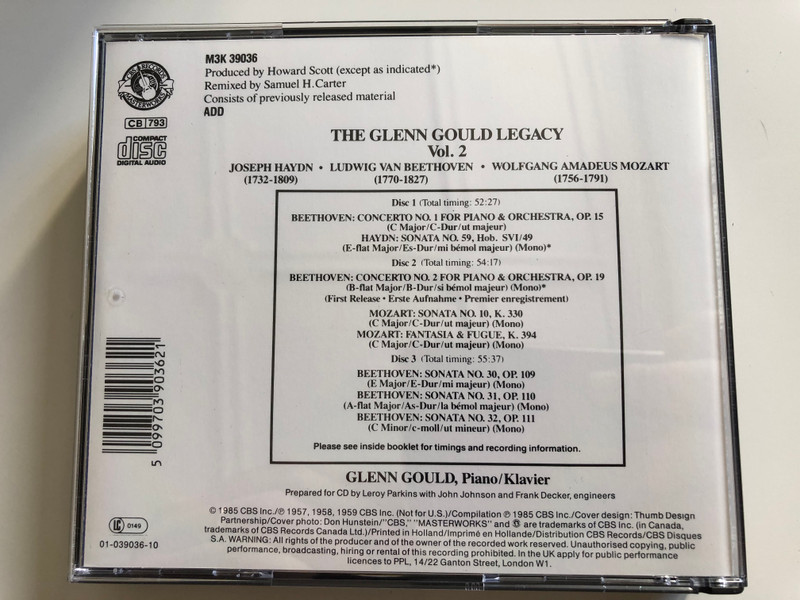 M3K 39036
Produced by Howard Scott (except as indicated*)
Remixed by Samuel H. Carter
Consists of previously released material
ADD
CBS RECORDS
MASTERWORKS
CB 793
COMPACT
disc
DIGITAL AUDIO
THE GLENN GOULD LEGACY
Vol. 2
JOSEPH HAYDN • LUDWIG VAN BEETHOVEN • WOLFGANG AMADEUS MOZART
(1732-1809) (1770-1827) (1756-1791)
Disc 1 (Total timing: 52:27)
BEETHOVEN: CONCERTO NO. 1 FOR PIANO & ORCHESTRA, OP. 15
(C Major/C-Dur/ut majeur)
HAYDN: SONATA NO. 59, Hob. SVI/49
(E-flat Major/Es-Dur/mi bémol majeur) (Mono)*
Disc 2 (Total timing: 54:17)
BEETHOVEN: CONCERTO NO. 2 FOR PIANO & ORCHESTRA, OP. 19
(B-flat Major/B-Dur/si bémol majeur) (Mono)*
(First Release • Erste Aufnahme • Premier enregistrement)
MOZART: SONATA NO. 10, K. 330
(C Major/C-Dur/ut majeur) (Mono)
MOZART: FANTASIA & FUGUE, K. 394
(C Major/C-Dur/ut majeur) (Mono)
Disc 3 (Total timing: 55:37)
BEETHOVEN: SONATA NO. 30, OP. 109
(E Major/E-Dur/mi majeur) (Mono)
BEETHOVEN: SONATA NO. 31, OP. 110
(A-flat Major/As-Dur/la bémol majeur) (Mono)
BEETHOVEN: SONATA NO. 32, OP. 111
(C Minor/c-moll/ut mineur) (Mono)
Please see inside booklet for timings and recording information.
GLENN GOULD, Piano/Klavier
Prepared for CD by Leroy Parkins with John Johnson and Frank Decker, engineers
5 099703 903621
LC 0149
01-039036-10
© 1985 CBS Inc./℗ 1957, 1958, 1959 CBS Inc. (Not for U.S.)/Compilation ℗ 1985 CBS Inc./Cover design: Thumb Design
Partnership/Cover photo: Don Hunstein/"CBS," "MASTERWORKS" and are trademarks of CBS Inc. (in Canada,
trademarks of CBS Records Canada Ltd.)/Printed in Holland/Imprimé en Hollande/Distribution CBS Records/CBS Disques
S.A. WARNING: All rights of the producer and of the owner of the recorded work reserved. Unauthorised copying, public
performance, broadcasting, hiring or rental of this recording prohibited. In the UK apply for public performance
licences to PPL, 14/22 Ganton Street, London W1.